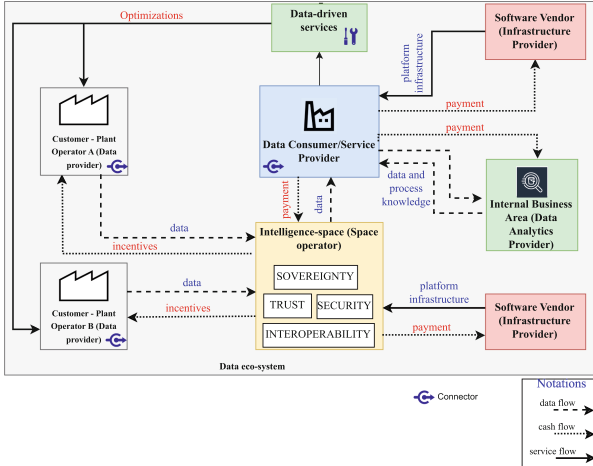 Optimizations
Data-driven
services
Software Vendor
(Infrastructure
Provider)
platform
infrastructure
payment
Customer - Plant
Operator A (Data
provider)
Data Consumer/Service
Provider
payment
data and
process
knowledge
Internal Business
Area (Data
Analytics
Provider)
payment
data
data
incentives
Intelligence-space (Space
operator)
SOVEREIGNTY
TRUST
SECURITY
INTEROPERABILITY
data
incentives
Customer - Plant
Operator B (Data
provider)
platform
infrastructure
payment
Software Vendor
(Infrastructure
Provider)
Data eco-system
Connector
Notations
data flow
cash flow
service flow